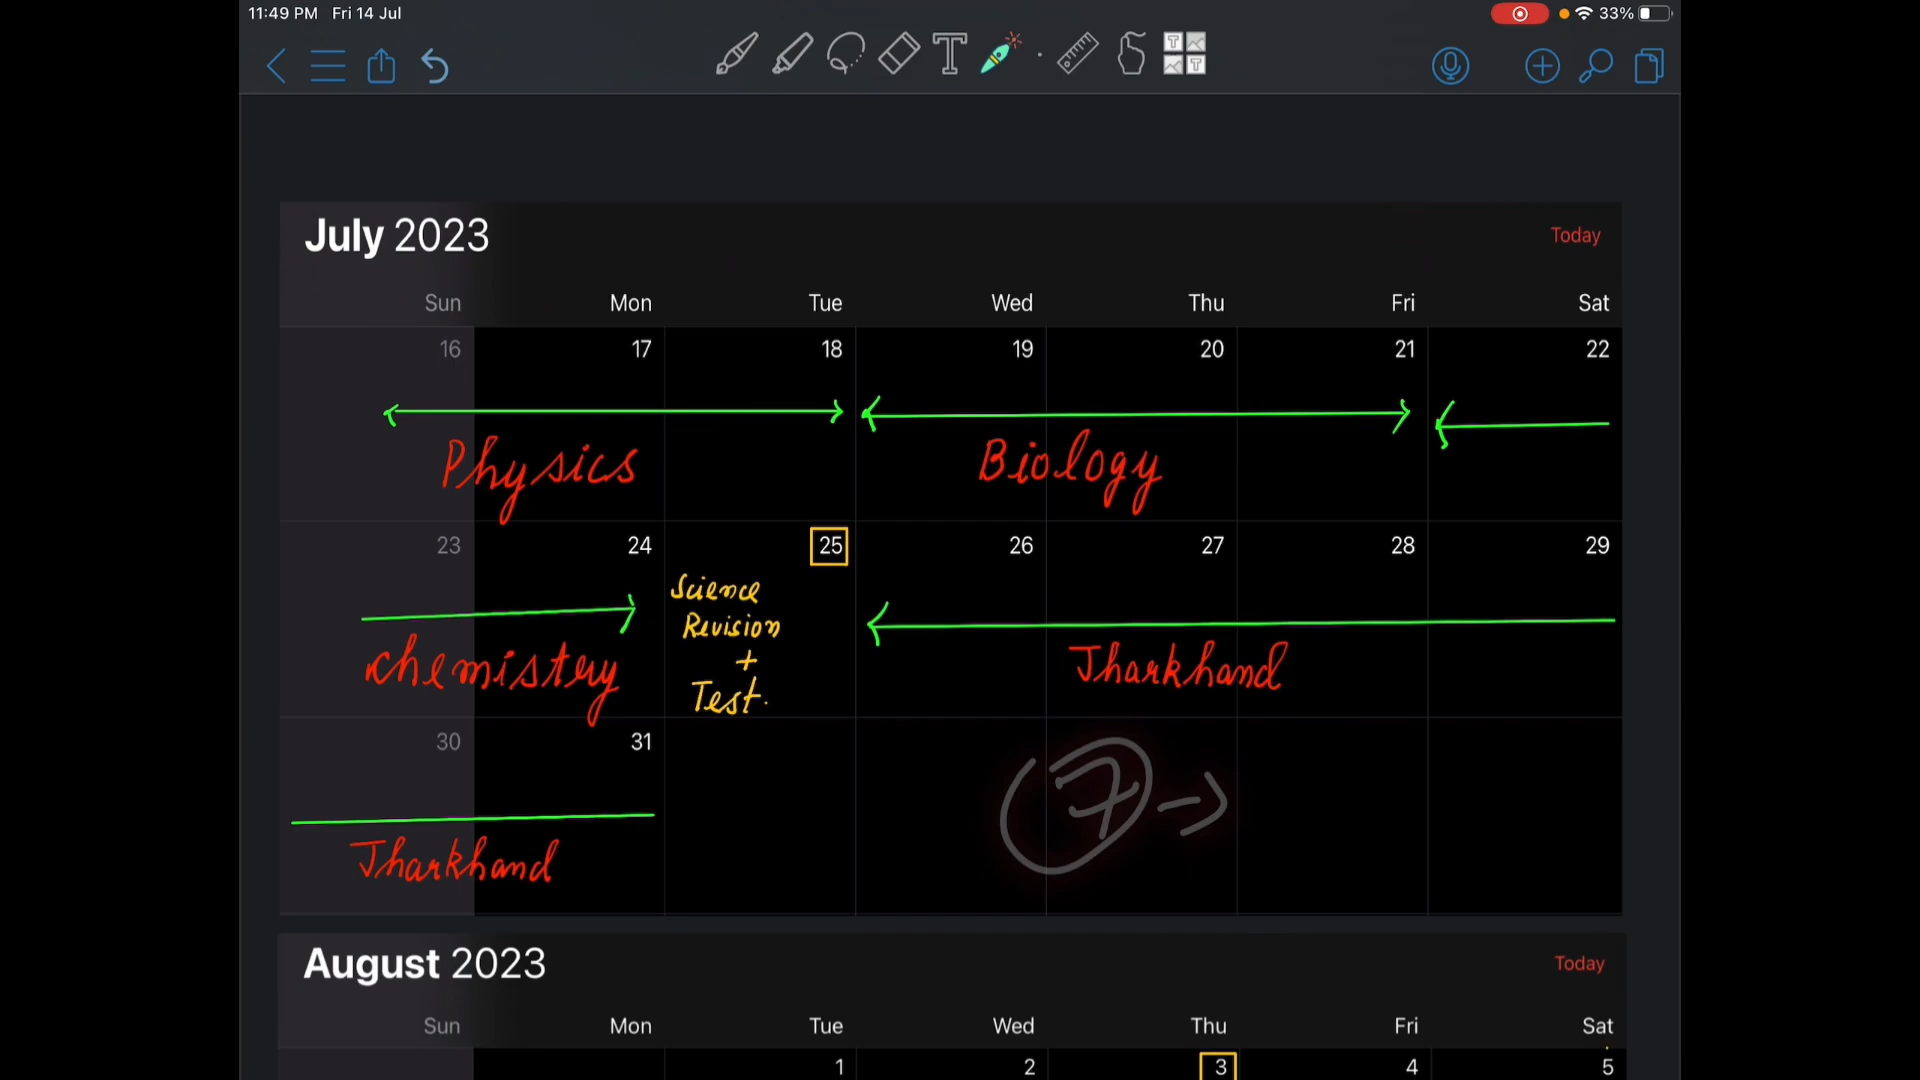 11:49 PM Fri 14 Jul 33%
T
T
T
July 2023
Today
Sun Mon Tue Wed Thu Fri Sat
16 17 18 19 20 21 22
Physics Biology
23 24 25 26 27 28 29
Science
Revision
+
Test.
Chemistery Jharkhand
30 31
7
Jharkhand
August 2023
Today
Sun Mon Tue Wed Thu Fri Sat
1 2 3 4 5